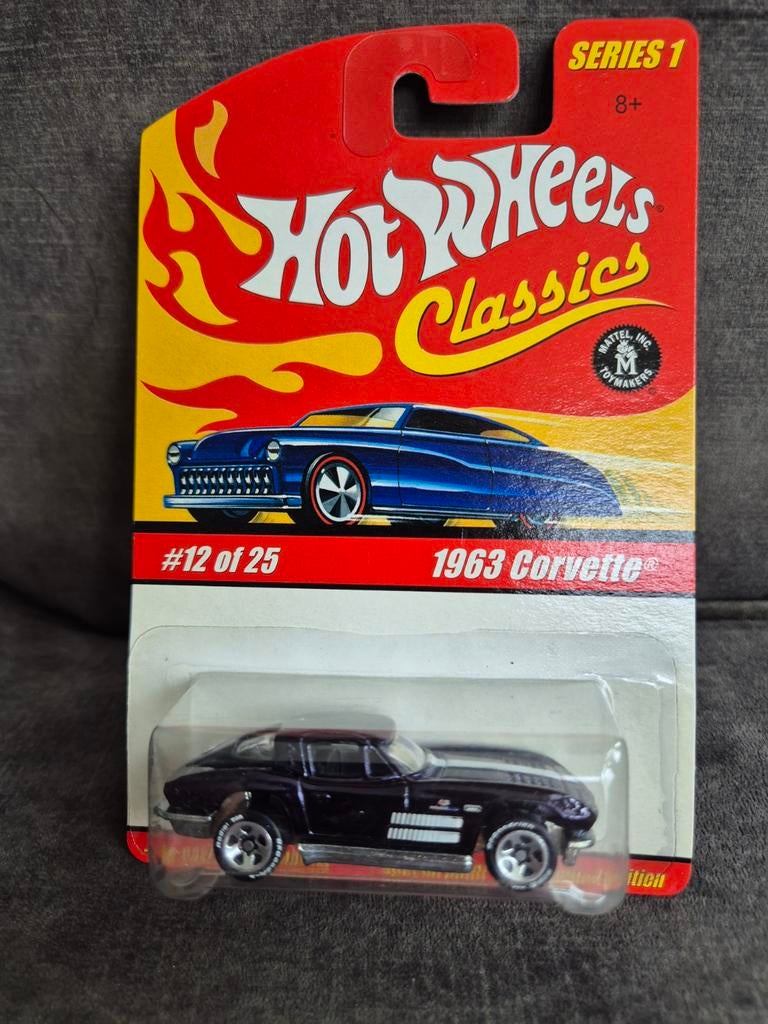 SERIES 1
8+
Hot Wheels©
Classics
MATTEL, INC.
M
TOYMAKERS
#12 of 25
1963 Corvette®